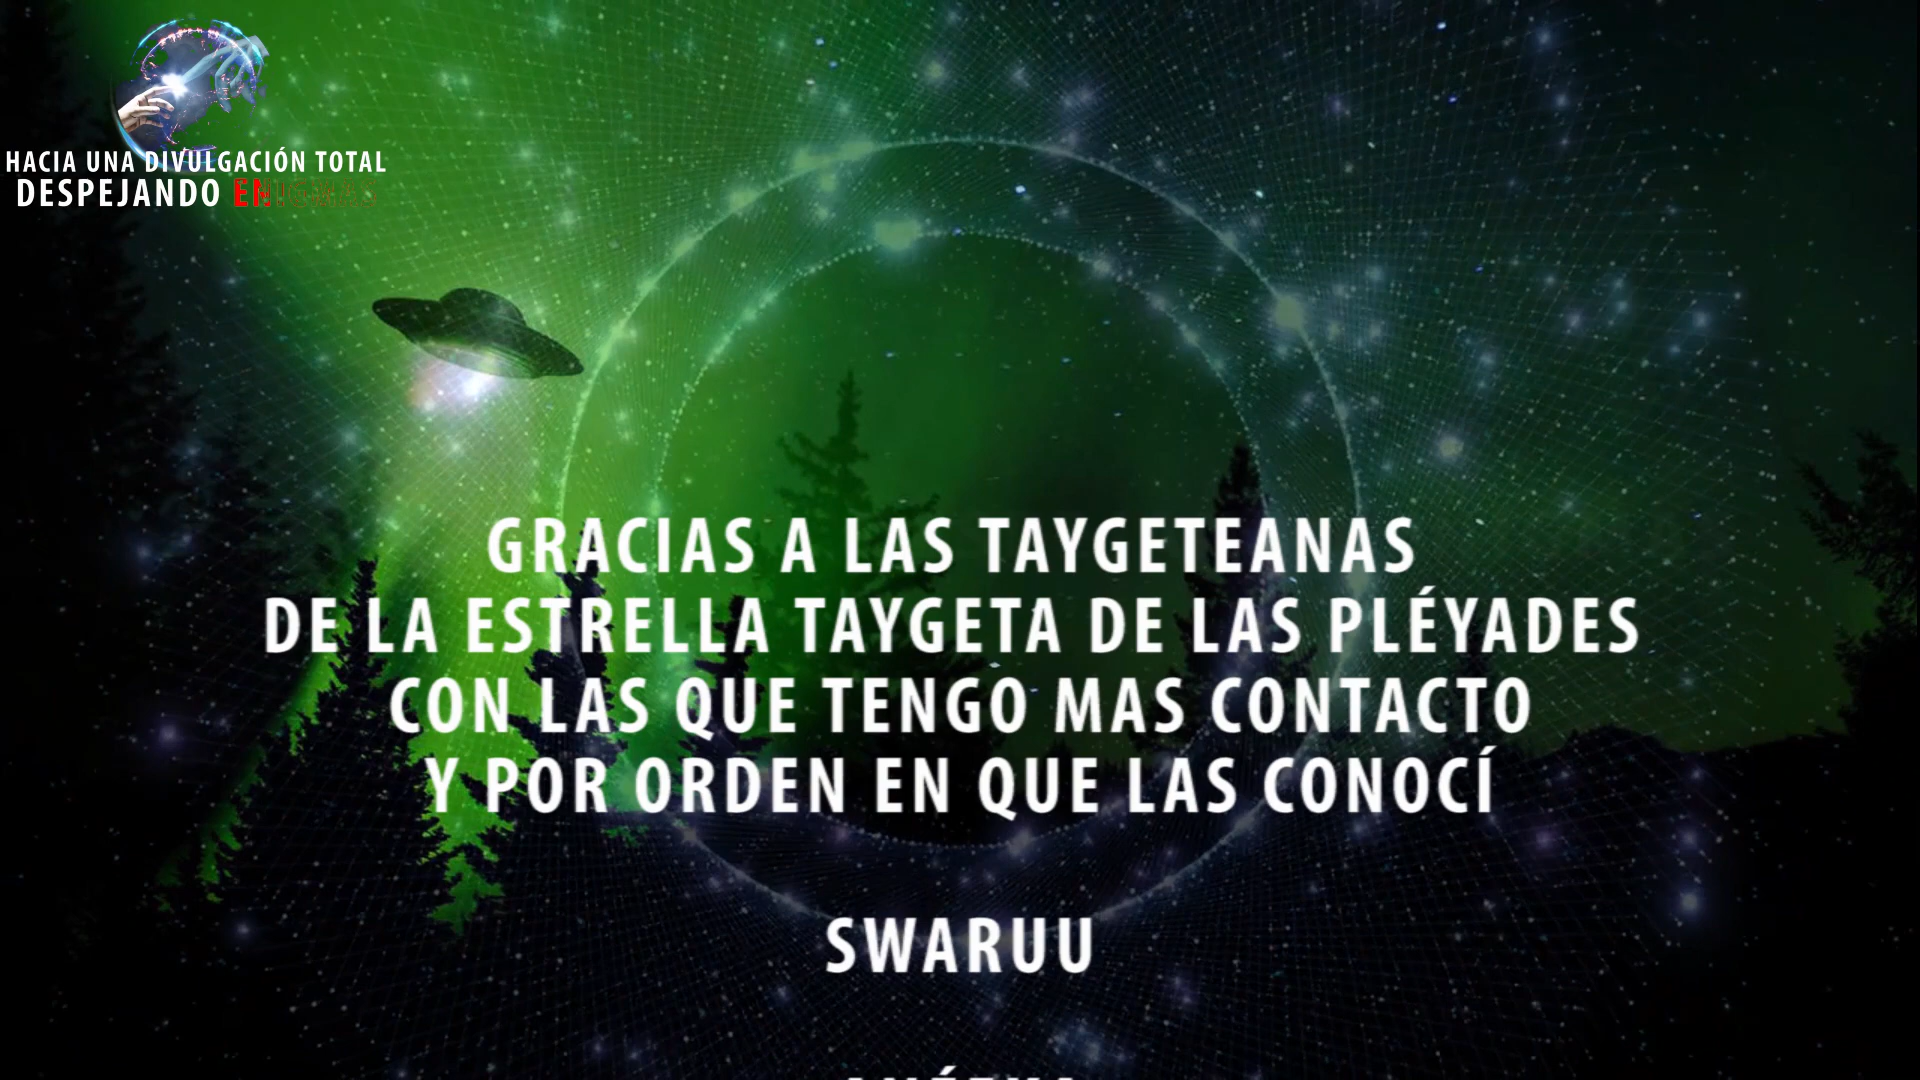 HACIA UNA DIVULGACIÓN TOTAL
DESPEJANDO ENIGMAS
GRACIAS A LAS TAYGETEANAS
DE LA ESTRELLA TAYGETA DE LAS PLÉYADES
CON LAS QUE TENGO MAS CONTACTO
Y POR ORDEN EN QUE LAS CONOCÍ
SWARUU